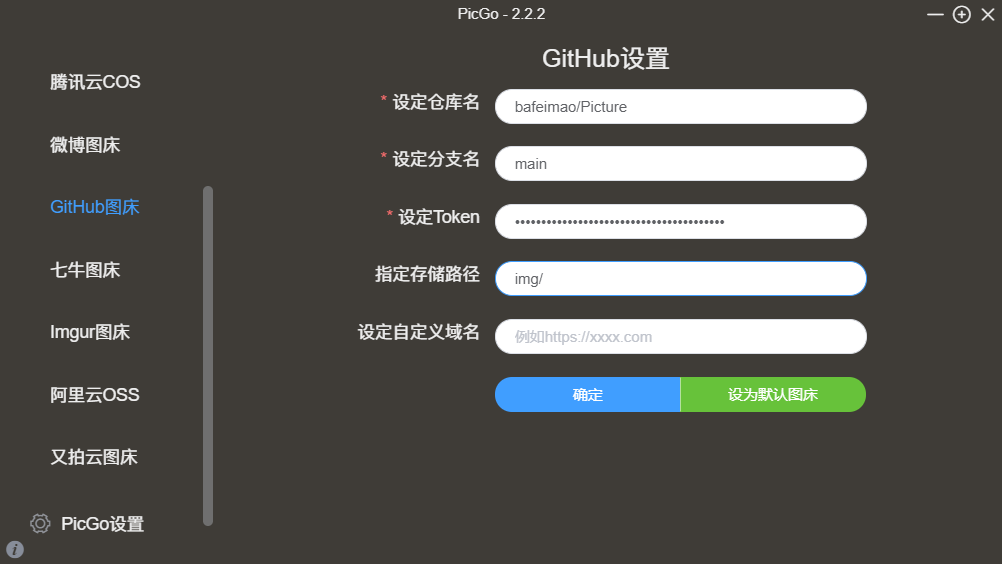 PicGo - 2.2.2
腾讯云COS
微博图床
GitHub图床
七牛图床
Imgur图床
阿里云OSS
又拍云图床
PicGo设置
GitHub设置
* 设定仓库名 bafeimao/Picture
* 设定分支名 main
* 设定Token ••••••••••••••••••••••••••••••••••••••••
指定存储路径 img/
设定自定义域名 例如https://xxxx.com
确定 设为默认图床